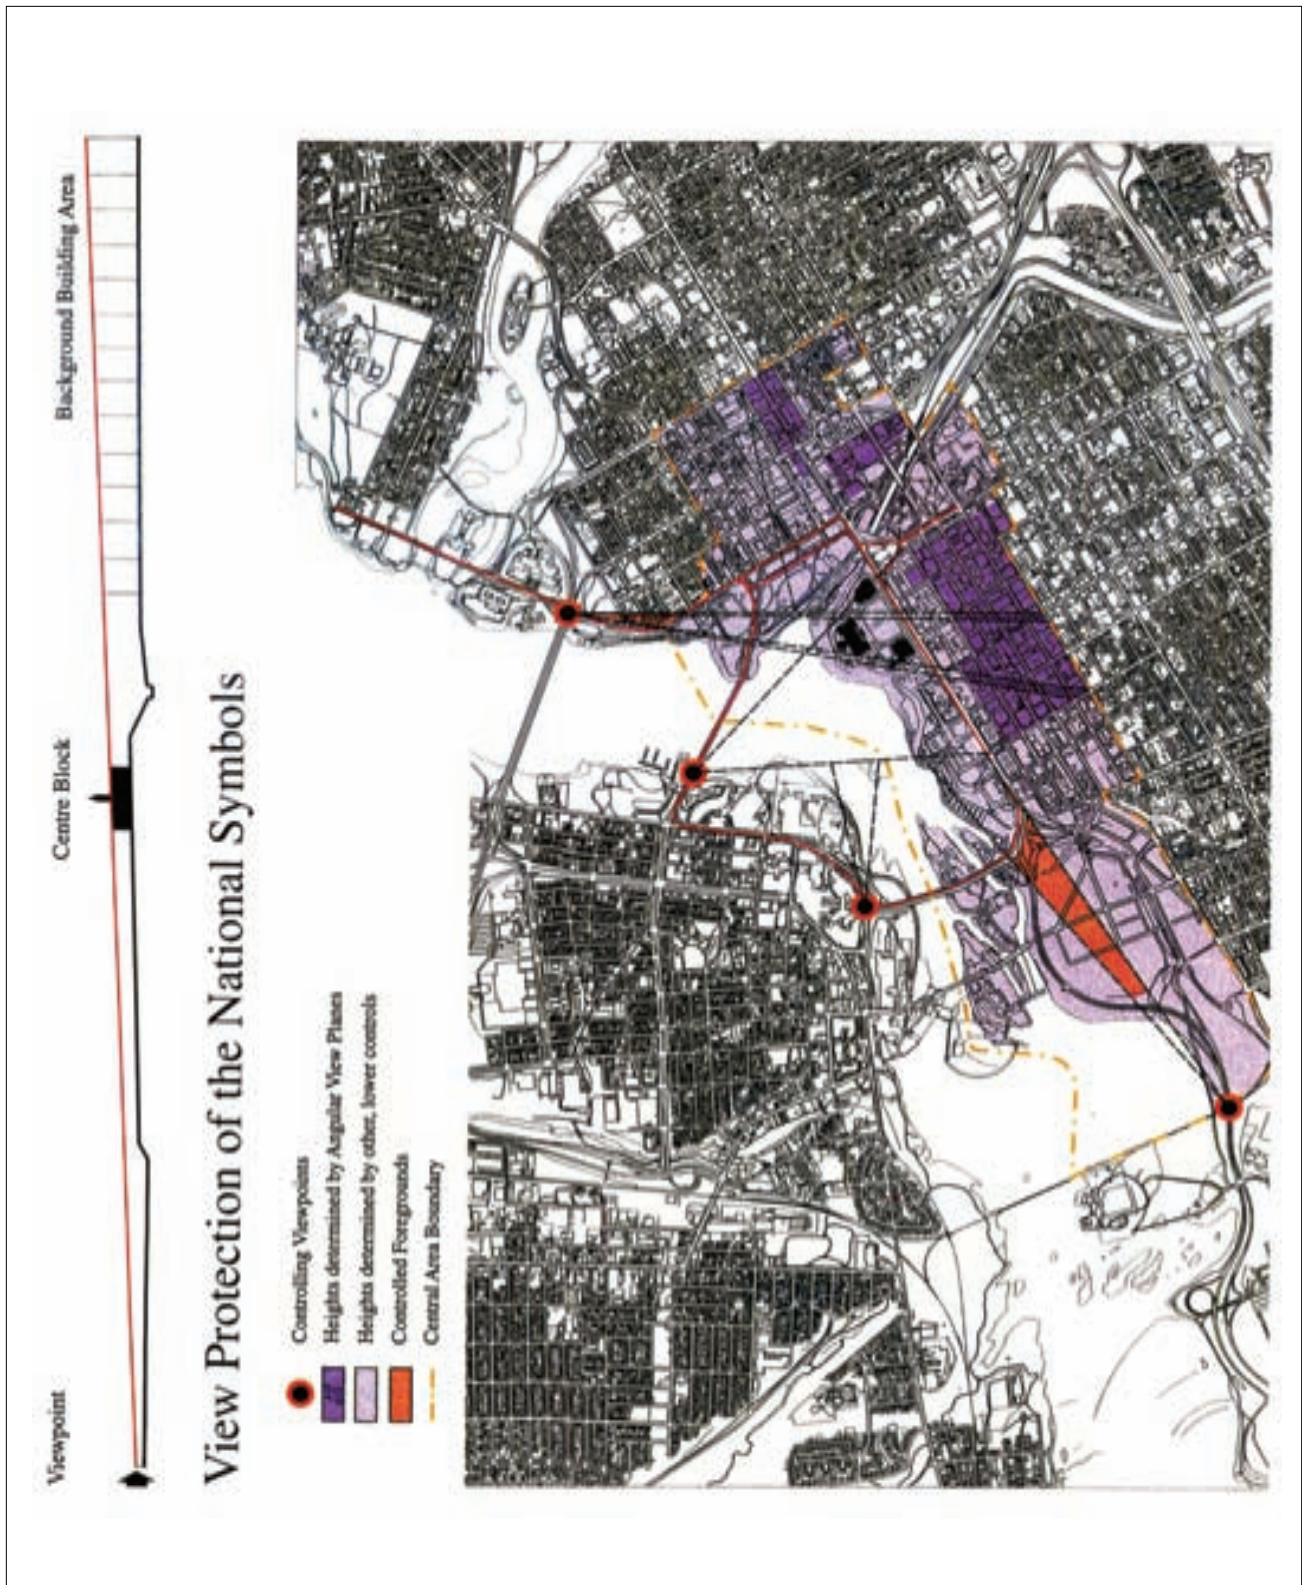 Viewpoint
Centre Block
Background Building Area
View Protection of the National Symbols
Controlling Viewpoints
Heights determined by Angular View Planes
Heights determined by other, lower controls
Controlled Foregrounds
Central Area Boundary